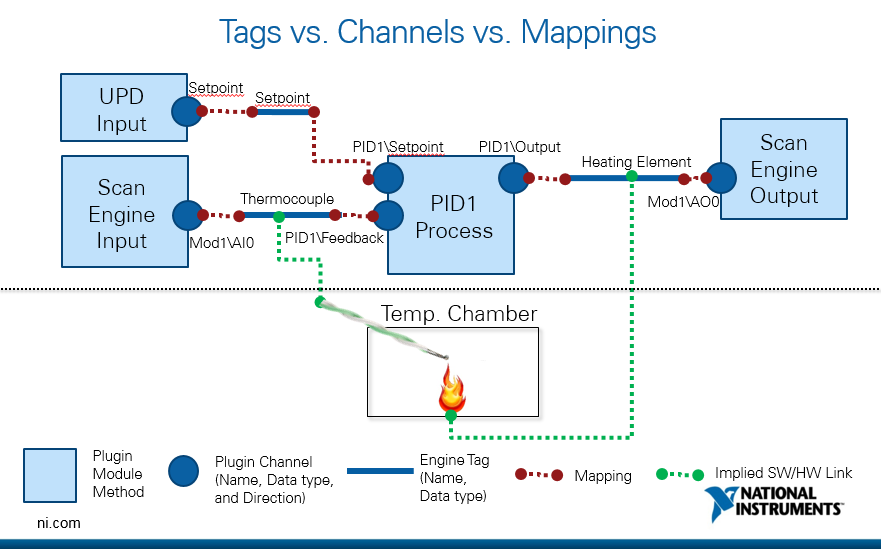 Tags vs. Channels vs. Mappings
UPD
Input
Setpoint
Setpoint
PID1\Setpoint
PID1\Output
Heating Element
Scan
Engine
Output
Scan
Engine
Input
Thermocouple
PID1
Process
Mod1\AO0
Mod1\AI0
PID1\Feedback
Temp. Chamber
Plugin
Module
Method
Plugin Channel
(Name, Data type,
and Direction)
Engine Tag
(Name,
Data type)
Mapping
Implied SW/HW Link
NATIONAL
INSTRUMENTS
ni.com